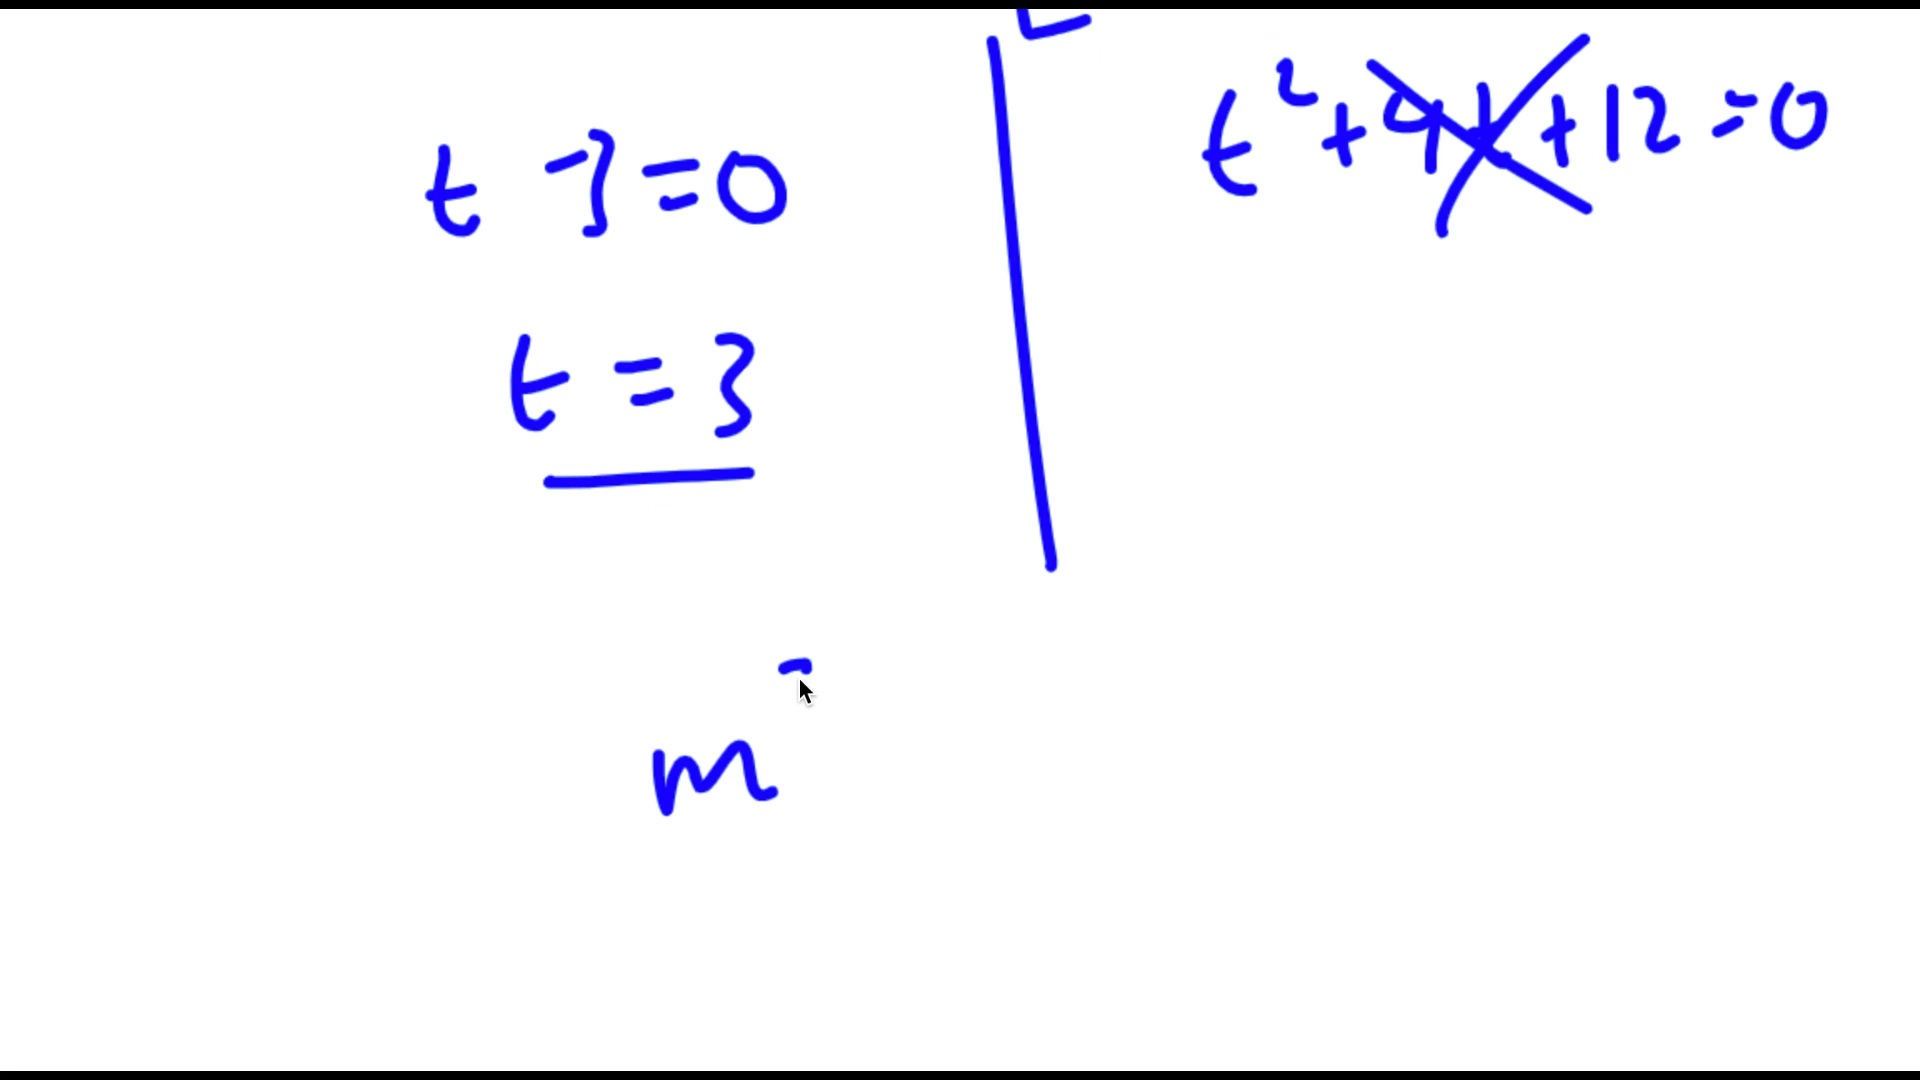 t - 3 = 0
t = 3
t² + 4t + 12 = 0
m